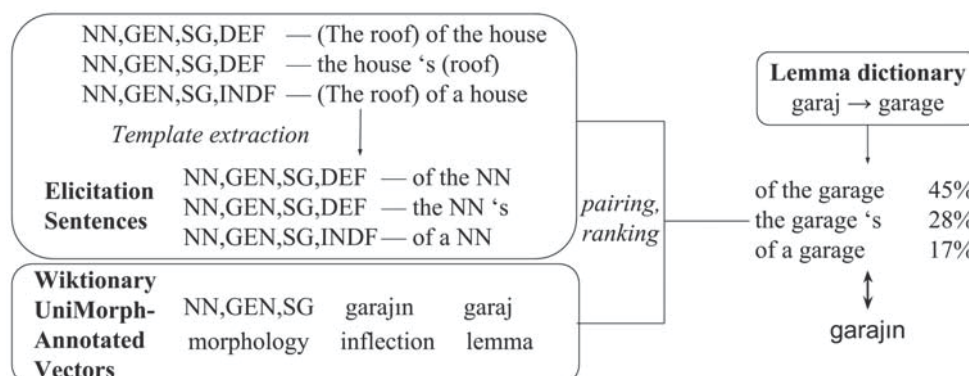 NN,GEN,SG,DEF — (The roof) of the house
NN,GEN,SG,DEF — the house ‘s (roof)
NN,GEN,SG,INDF — (The roof) of a house
Template extraction
Elicitation
Sentences
NN,GEN,SG,DEF — of the NN
NN,GEN,SG,DEF — the NN ‘s
NN,GEN,SG,INDF — of a NN
Wiktionary
UniMorph-
Annotated
Vectors
NN,GEN,SG garajın garaj
morphology inflection lemma
pairing,
ranking
Lemma dictionary
garaj → garage
of the garage 45%
the garage ‘s 28%
of a garage 17%
garajın